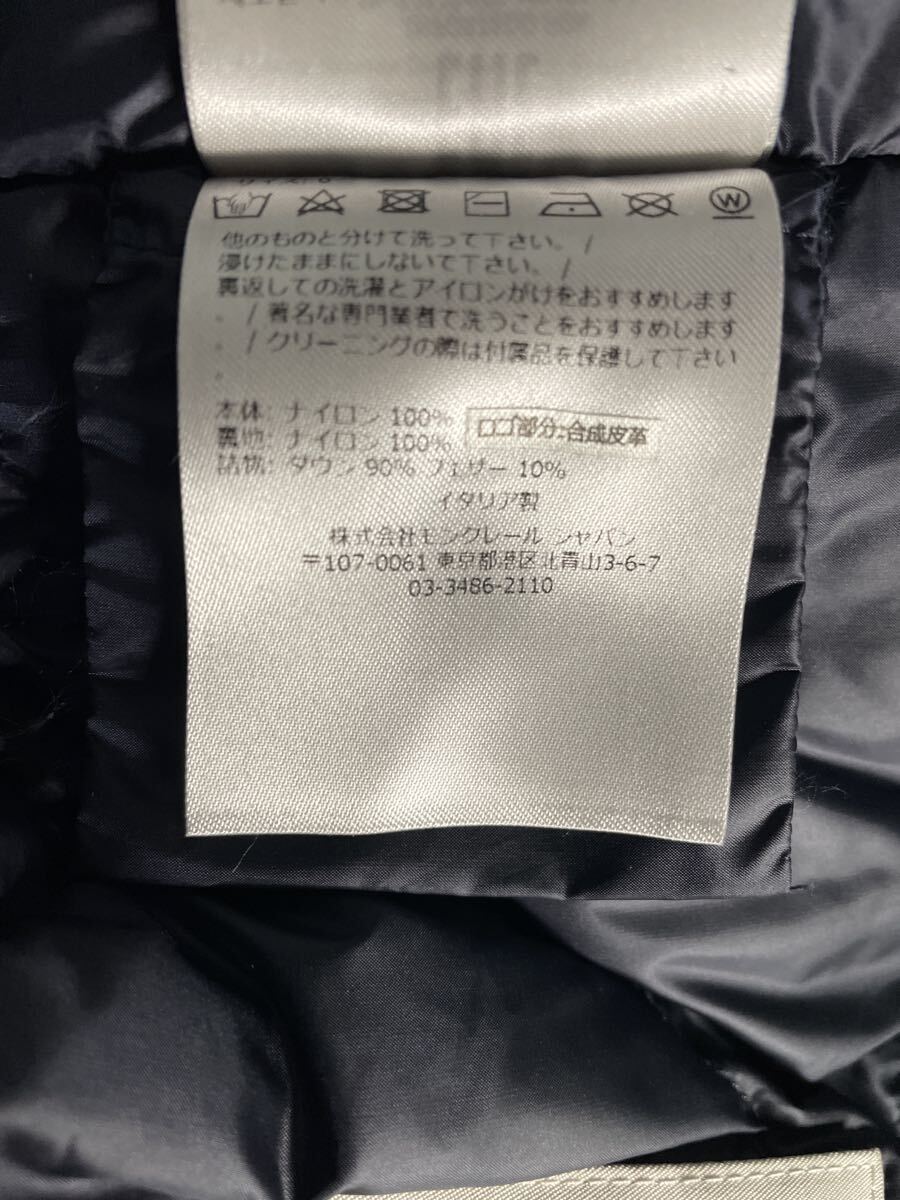 サイズ: 0
他のものと分けて洗って下さい。/
浸けたままにしないで下さい。/
裏返しての洗濯とアイロンがけをおすすめします
。/著名な専門業者で洗うことをおすすめします
。/クリーニングの際は付属品を保護して下さい
。
本体: ナイロン 100%
裏地: ナイロン 100%
詰物: ダウン 90% フェザー 10%
ロゴ部分:合成皮革
イタリア製
株式会社モンクレール ジャパン
〒107-0061 東京都港区北青山3-6-7
03-3486-2110